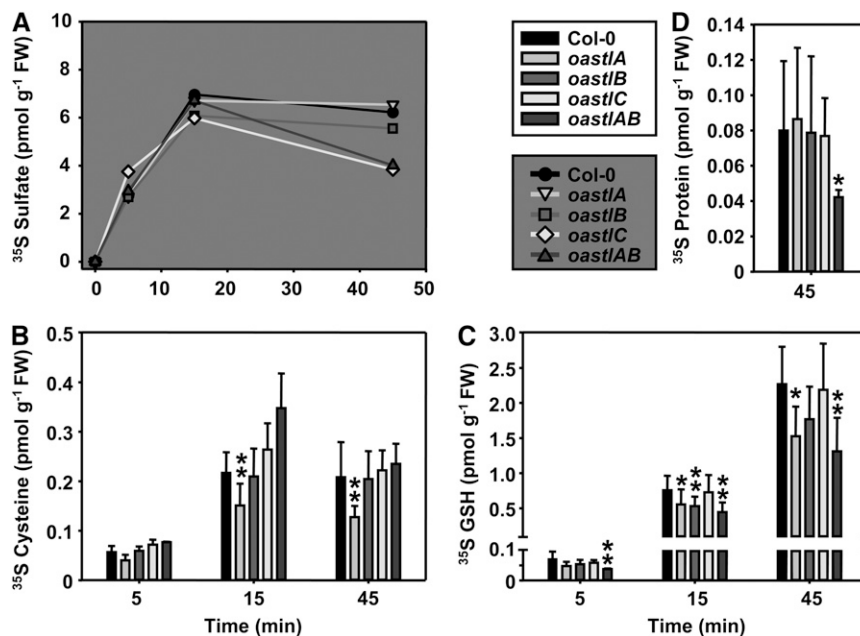 A
³⁵S Sulfate (pmol g⁻¹ FW)
10
8
6
4
2
0
0 10 20 30 40 50
Col-0
oastlA
oastlB
oastlC
oastlAB
Col-0
oastlA
oastlB
oastlC
oastlAB
D
³⁵S Protein (pmol g⁻¹ FW)
0.14
0.12
0.10
0.08
0.06
0.04
0.02
0.00
*
45
B
³⁵S Cysteine (pmol g⁻¹ FW)
0.5
0.4
0.3
0.2
0.1
0
**
**
5 15 45
Time (min)
C
³⁵S GSH (pmol g⁻¹ FW)
3.0
2.5
2.0
1.5
1.0
0.5
0.1
0
**
* ** **
* **
5 15 45
Time (min)